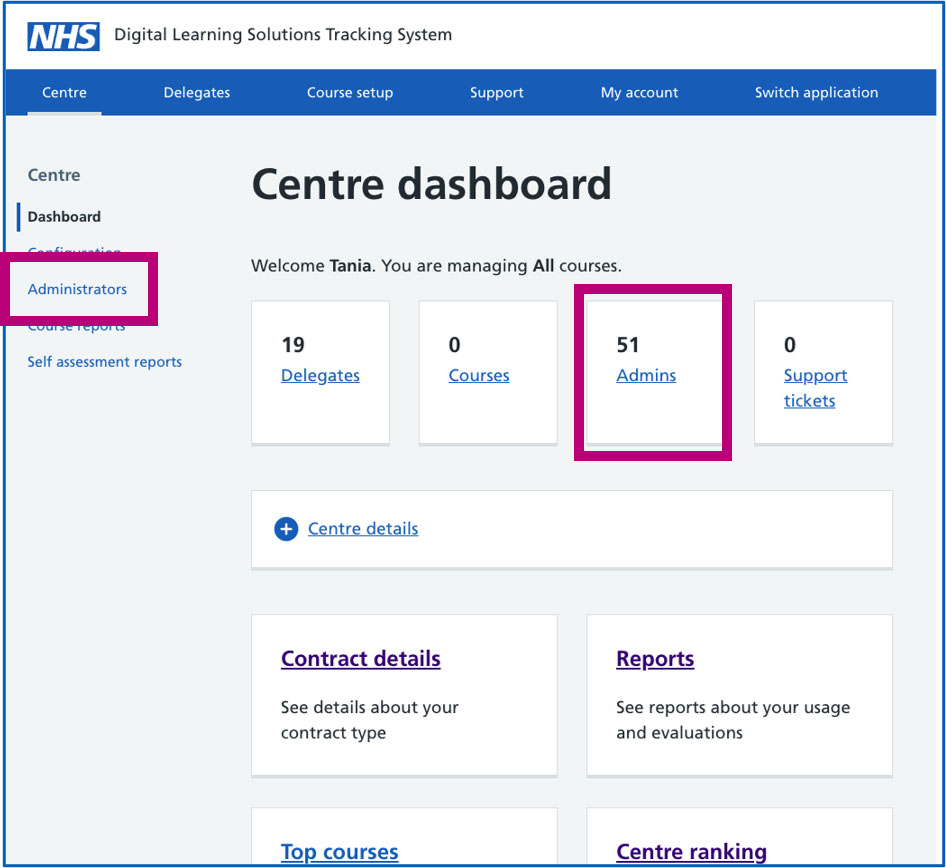 NHS Digital Learning Solutions Tracking System
Centre Delegates Course setup Support My account Switch application
Centre
Dashboard
Configuration
Administrators
Course reports
Self assessment reports
Centre dashboard
Welcome Tania. You are managing All courses.
19
Delegates
0
Courses
51
Admins
0
Support
tickets
Centre details
Contract details
See details about your
contract type
Reports
See reports about your usage
and evaluations
Top courses
Centre ranking